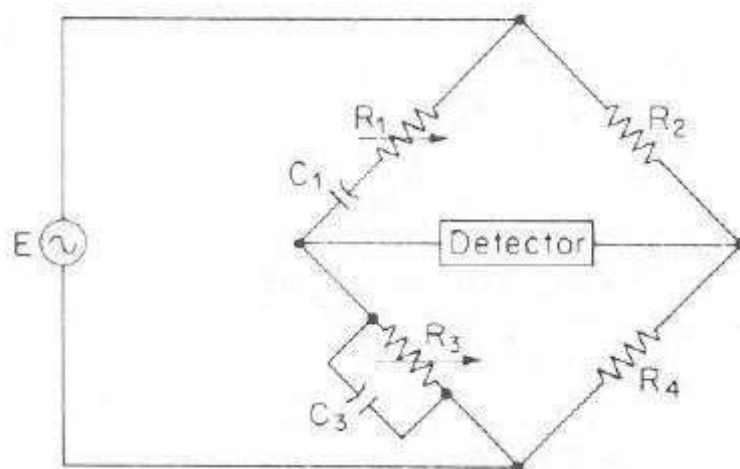 R₁
R₂
C₁
E
Detector
R₃
C₃
R₄